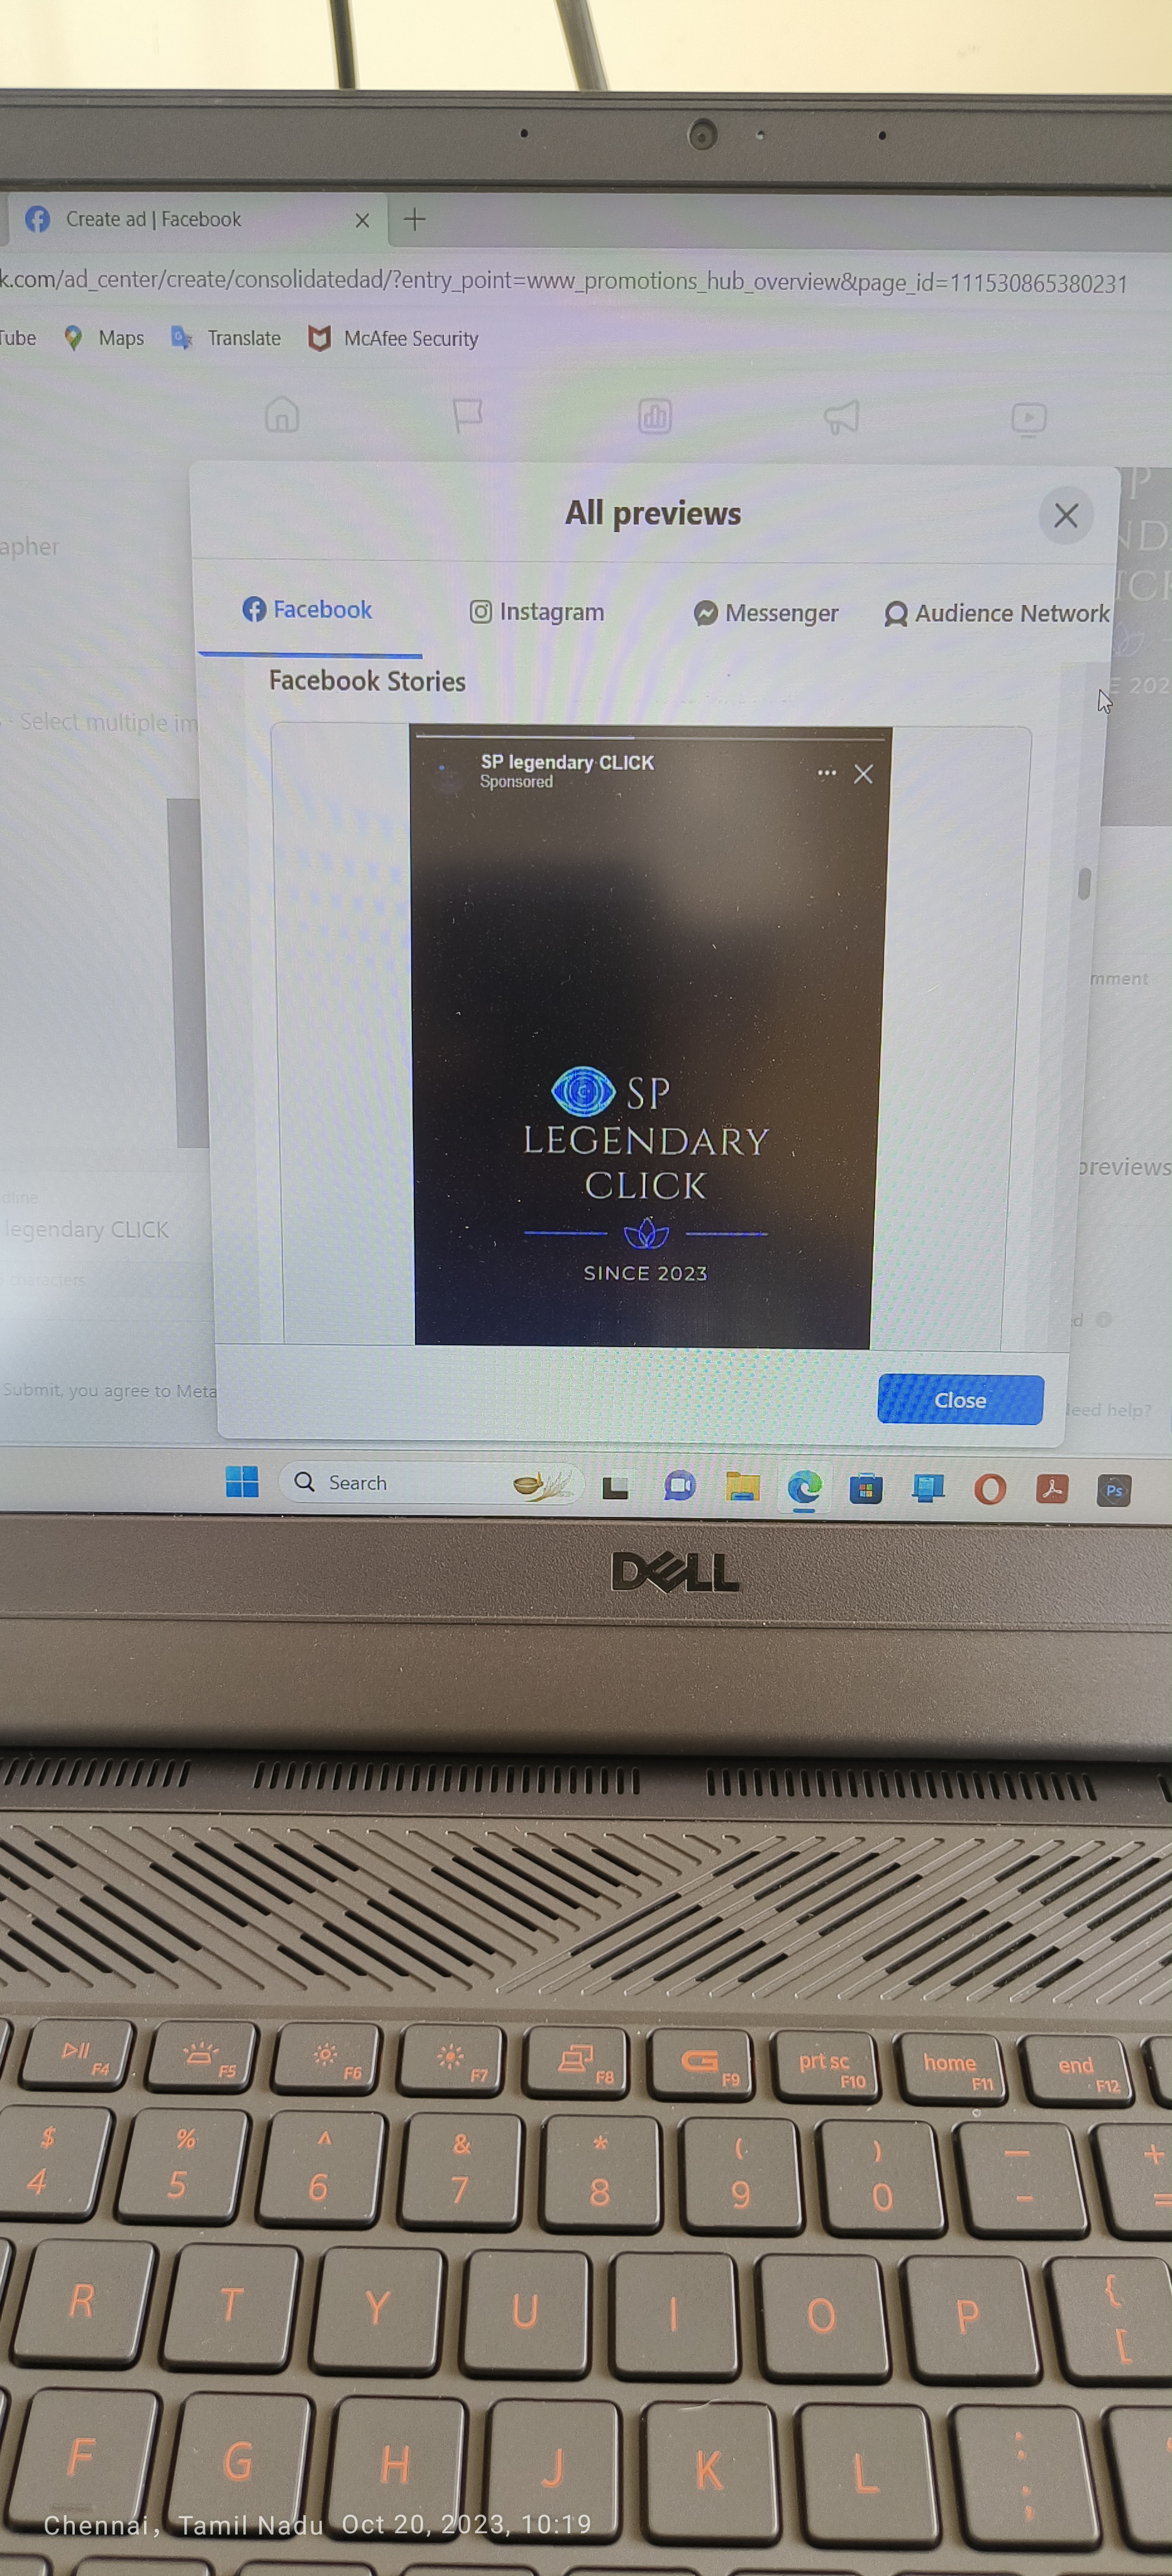 Create ad | Facebook
k.com/ad_center/create/consolidatedad/?entry_point=www_promotions_hub_overview&page_id=111530865380231
Tube Maps Translate McAfee Security
All previews
apher
Facebook Instagram Messenger Audience Network
Facebook Stories
E 202
· Select multiple im
SP legendary CLICK
Sponsored
mment
SP
LEGENDARY
CLICK
previews
legendary CLICK
SINCE 2023
characters
d
Submit, you agree to Meta
Close
Need help?
Search
Ps
DELL
F4 F5 F6 F7 F8 G F9 prt sc F10 home F11 end F12
$ % ^ & * ( ) — +
4 5 6 7 8 9 0 - =
R T Y U I O P { [
F G H J K L : ;
Chennai, Tamil Nadu Oct 20, 2023, 10:19